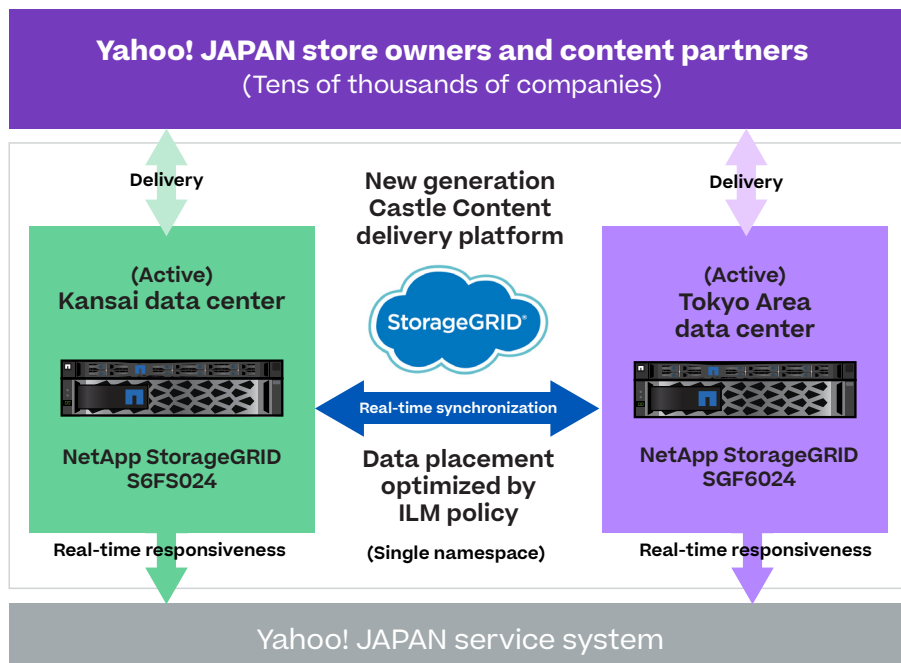 Yahoo! JAPAN store owners and content partners
(Tens of thousands of companies)
Delivery
New generation
Castle Content
delivery platform
Delivery
(Active)
Kansai data center
StorageGRID®
(Active)
Tokyo Area
data center
Real-time synchronization
NetApp StorageGRID
S6FS024
Data placement
optimized by
ILM policy
(Single namespace)
NetApp StorageGRID
SGF6024
Real-time responsiveness
Real-time responsiveness
Yahoo! JAPAN service system